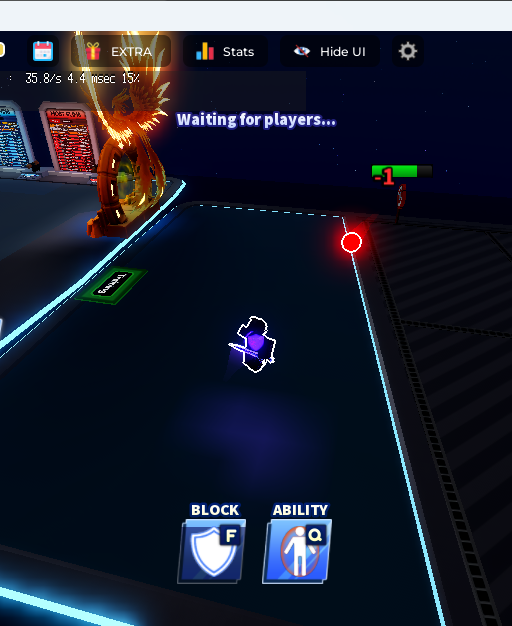 EXTRA
Stats
Hide UI
: 35.8/s 4.4 msec 15%
Waiting for players...
-1
BLOCK
ABILITY
F
Q